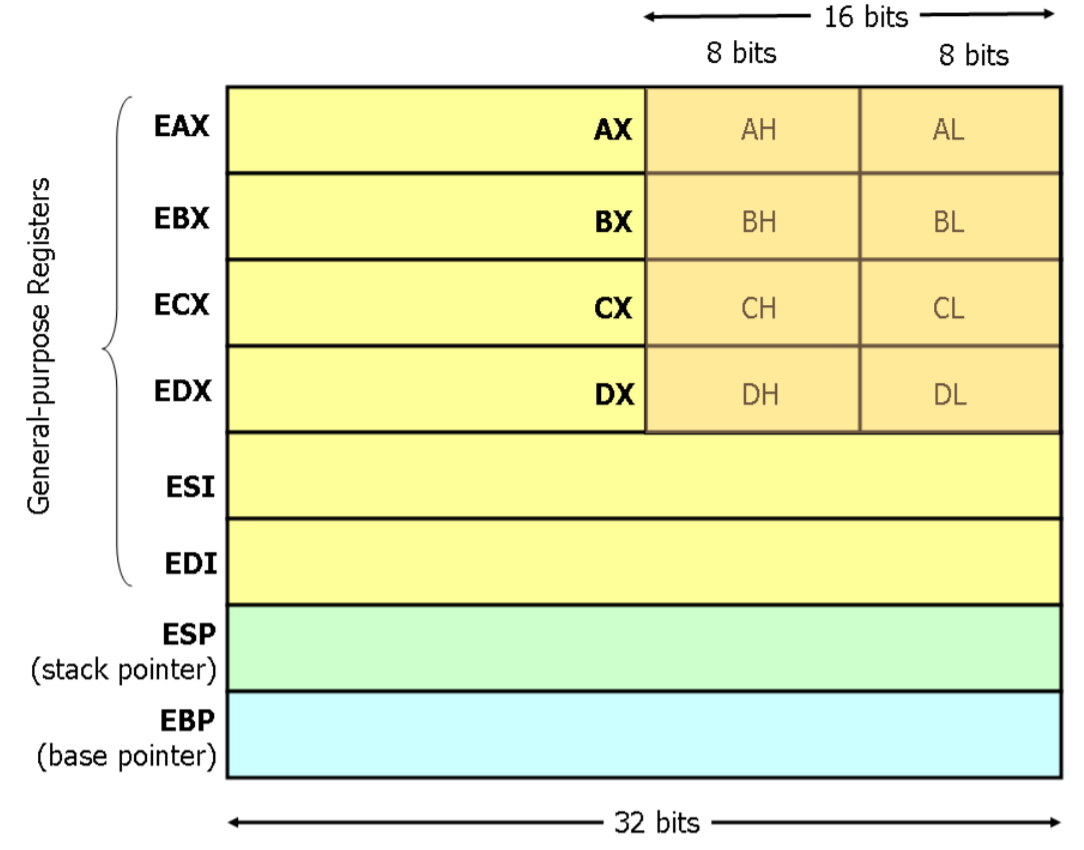 16 bits
8 bits 8 bits
EAX AX AH AL
EBX BX BH BL
ECX CX CH CL
EDX DX DH DL
General-purpose Registers
ESI
EDI
ESP
(stack pointer)
EBP
(base pointer)
32 bits